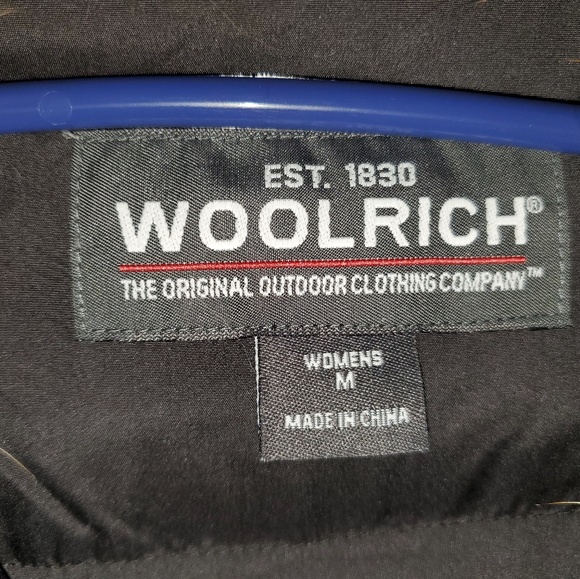 EST. 1830
WOOLRICH®
THE ORIGINAL OUTDOOR CLOTHING COMPANY™
WOMENS
M
MADE IN CHINA